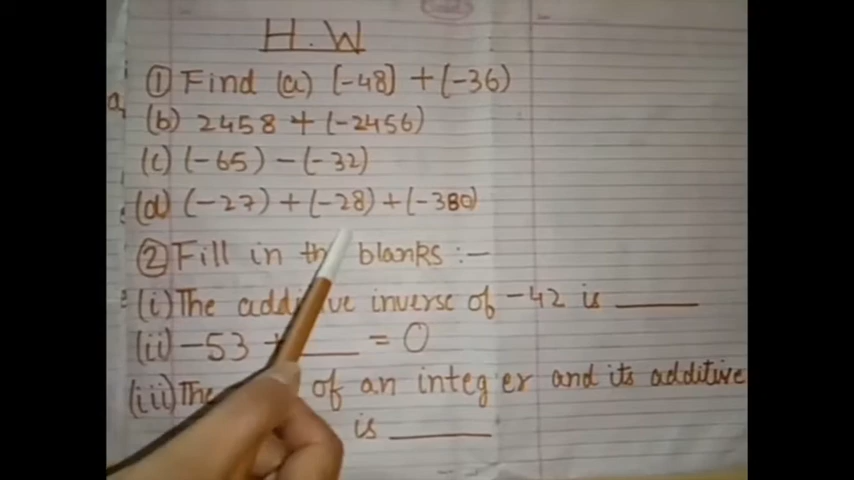 H.W
① Find (a) (-48) + (-36)
(b) 2458 + (-2456)
(c) (-65) - (-32)
(d) (-27) + (-28) + (-380)
② Fill in the blanks :-
(i) The additive inverse of -42 is ______
(ii) -53 + ______ = 0
(iii) The of an integer and its additive
is ______